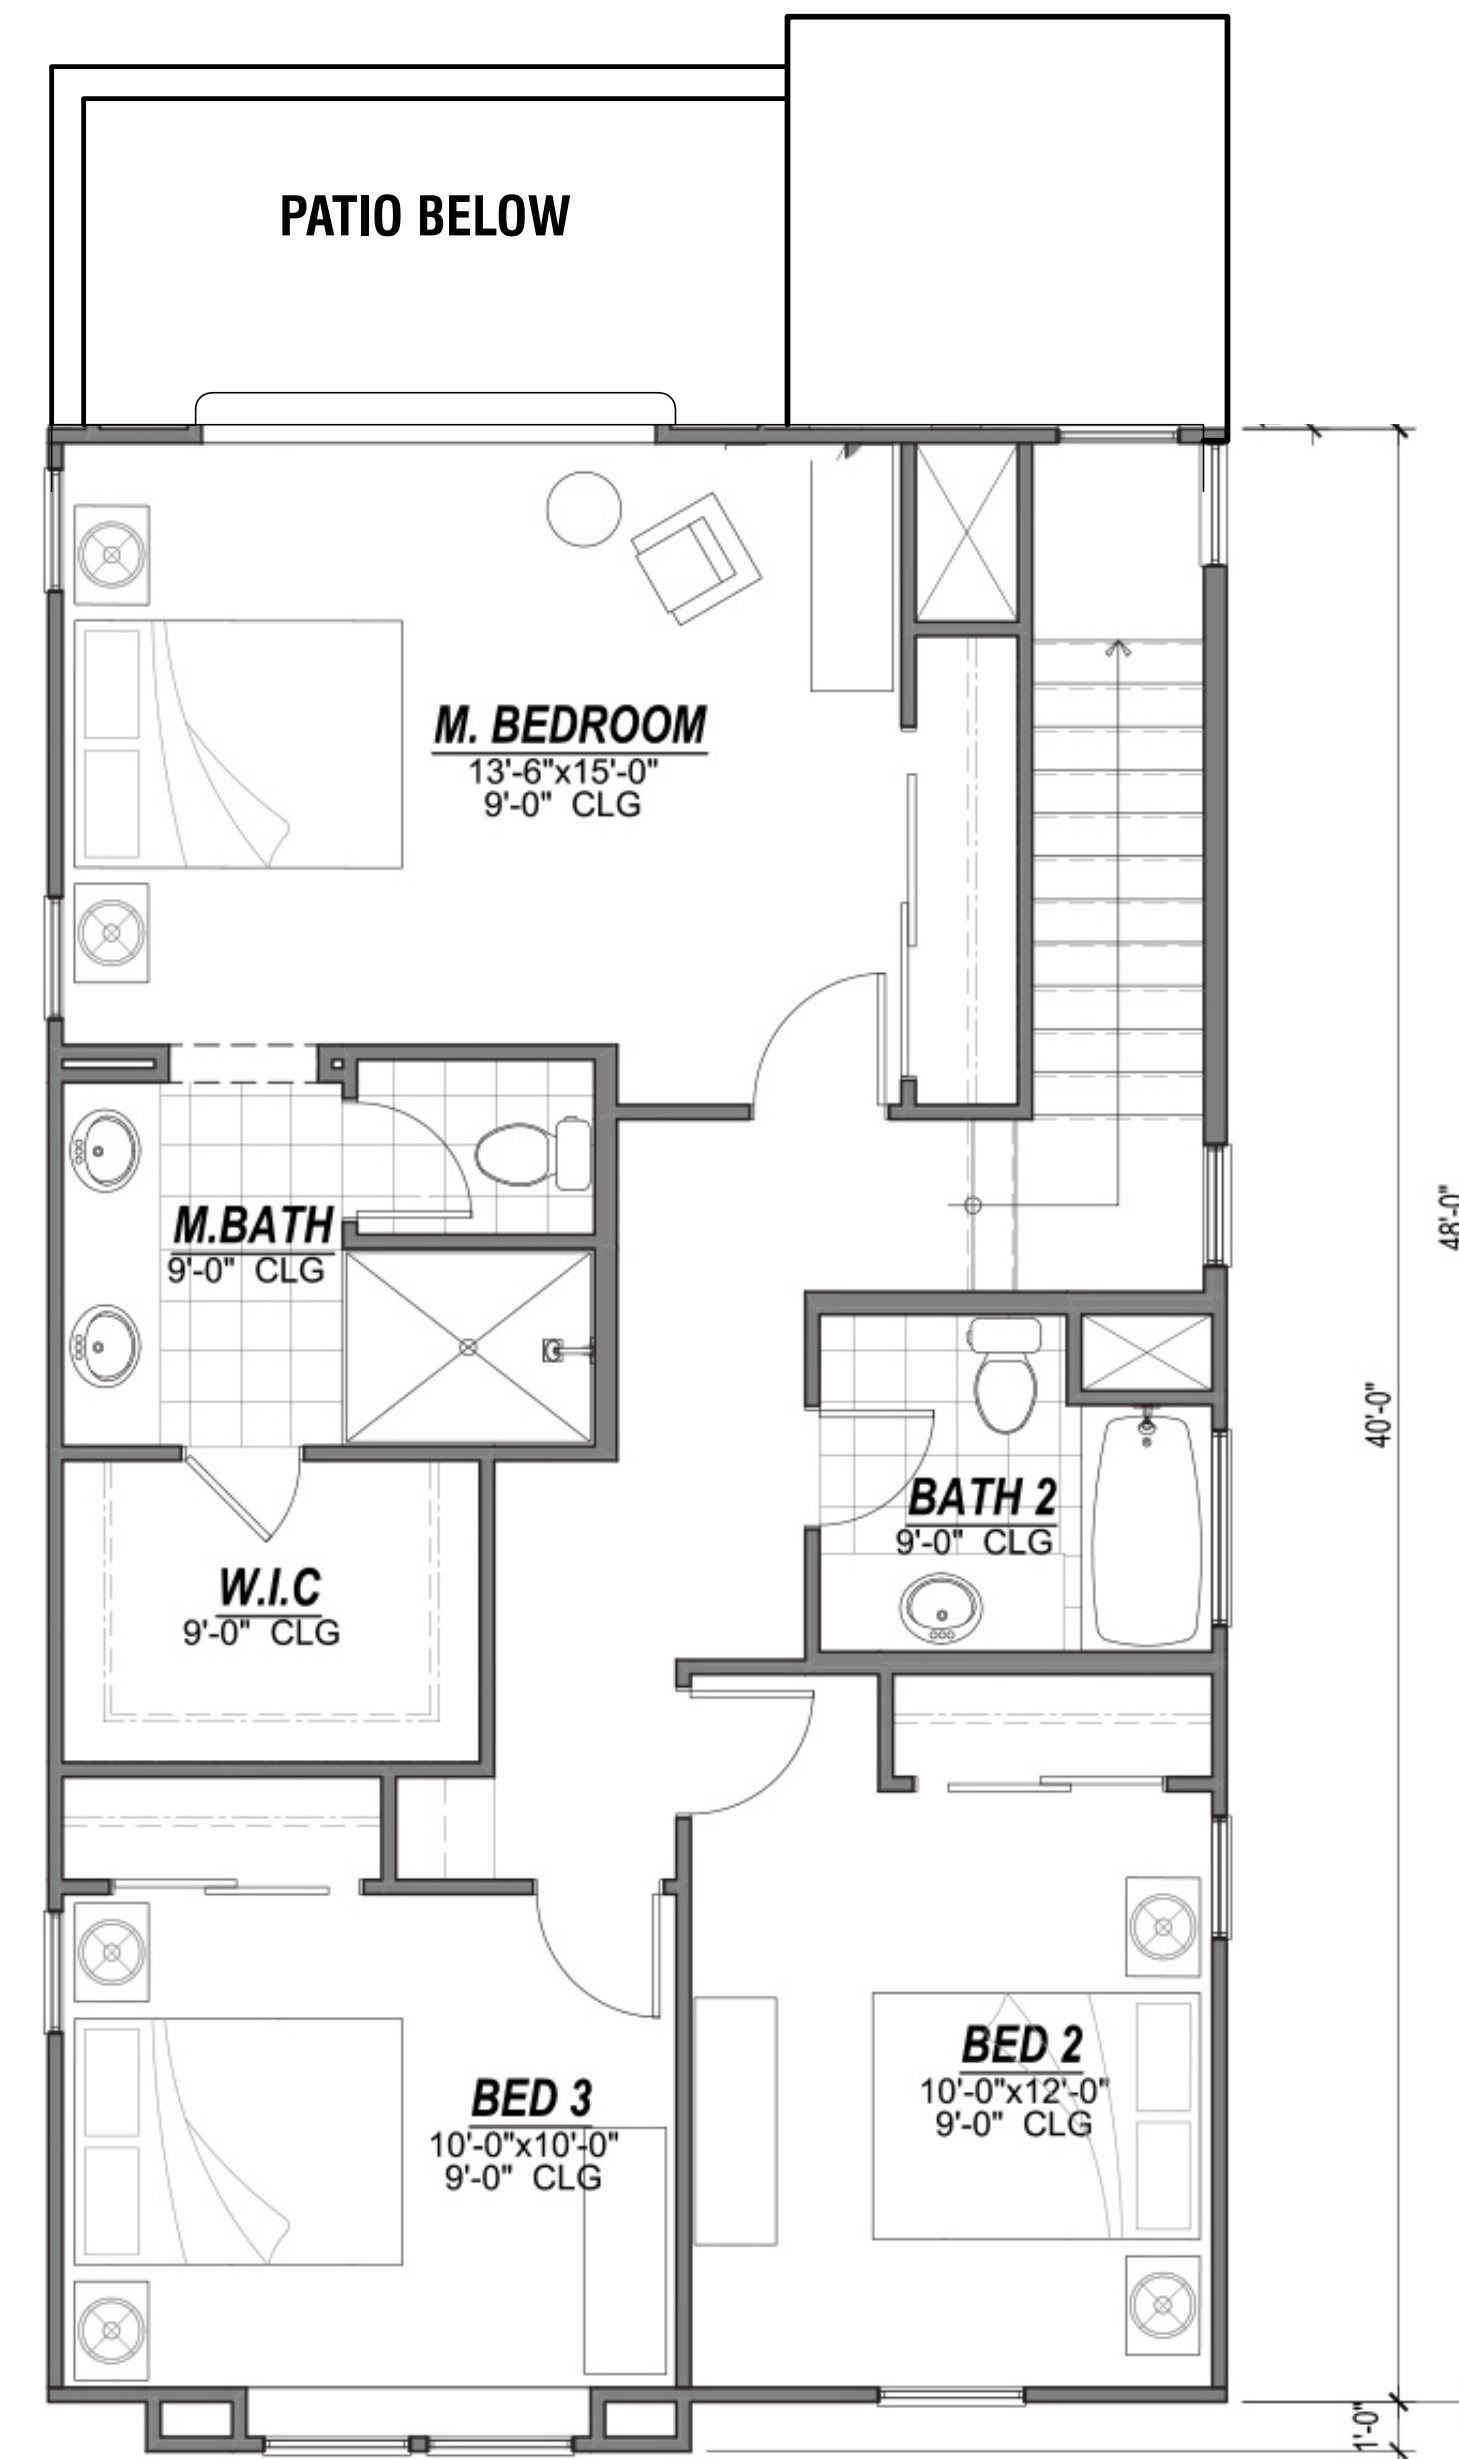 PATIO BELOW
M. BEDROOM
13'-6"x15'-0"
9'-0" CLG
M.BATH
9'-0" CLG
48'-0"
40'-0"
BATH 2
9'-0" CLG
W.I.C
9'-0" CLG
BED 2
10'-0"x12'-0"
9'-0" CLG
BED 3
10'-0"x10'-0"
9'-0" CLG
1'-0"